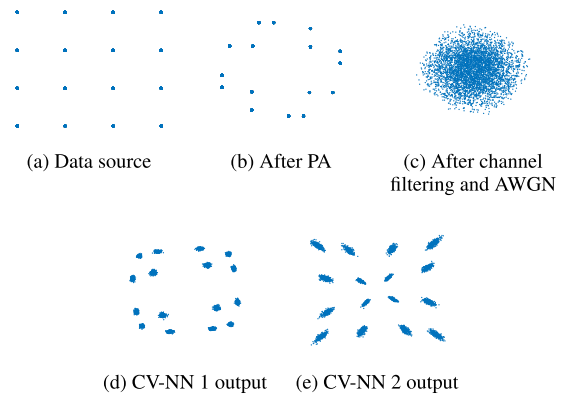 (a) Data source
(b) After PA
(c) After channel
filtering and AWGN
(d) CV-NN 1 output
(e) CV-NN 2 output